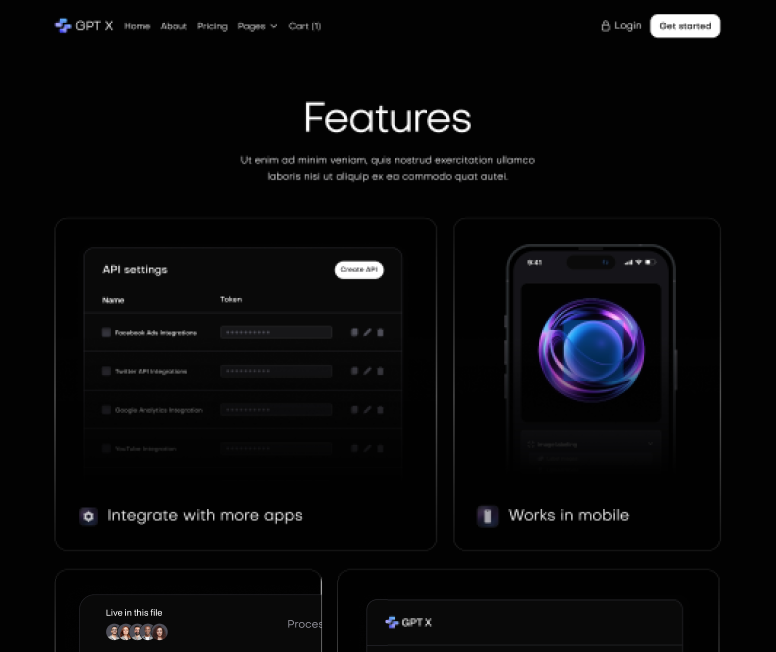 GPT X Home About Pricing Pages Cart (1) Login Get started
Features
Ut enim ad minim veniam, quis nostrud exercitation ullamco
laboris nisi ut aliquip ex ea commodo quat autei.
API settings Create API
Name Token
Facebook Ads Integrations
Twitter API Integrations
Google Analytics Integration
YouTube Integration
9:41
Integrate with more apps
Works in mobile
Live in this file
Proces
GPT X